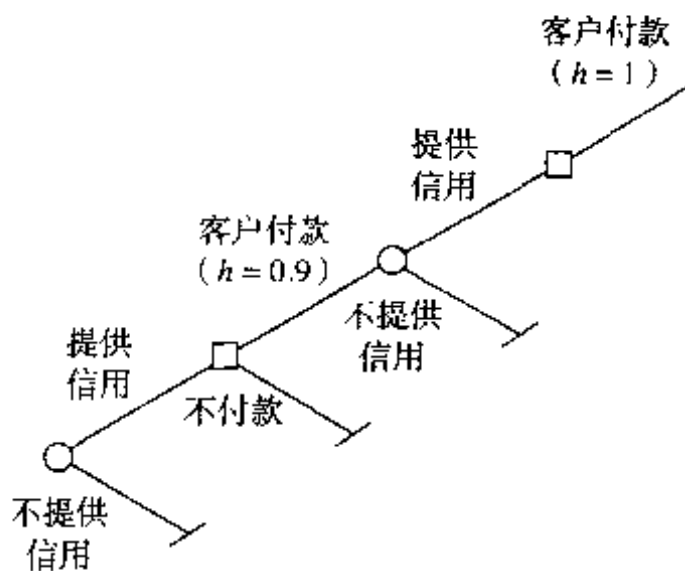 客户付款
(h=1)
提供
信用
客户付款
(h=0.9)
不提供
信用
提供
信用
不付款
不提供
信用